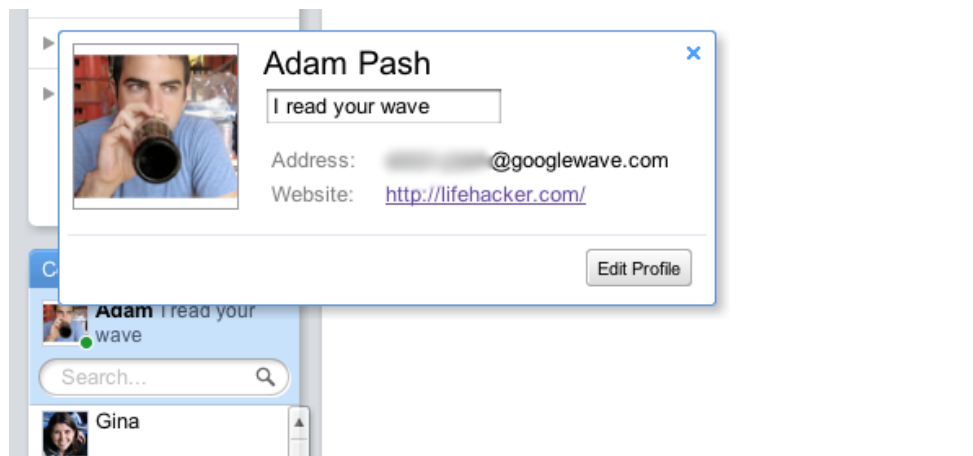 Adam Pash
I read your wave
Address: @googlewave.com
Website: http://lifehacker.com/
Edit Profile
C
Adam I read your
wave
Search...
Gina